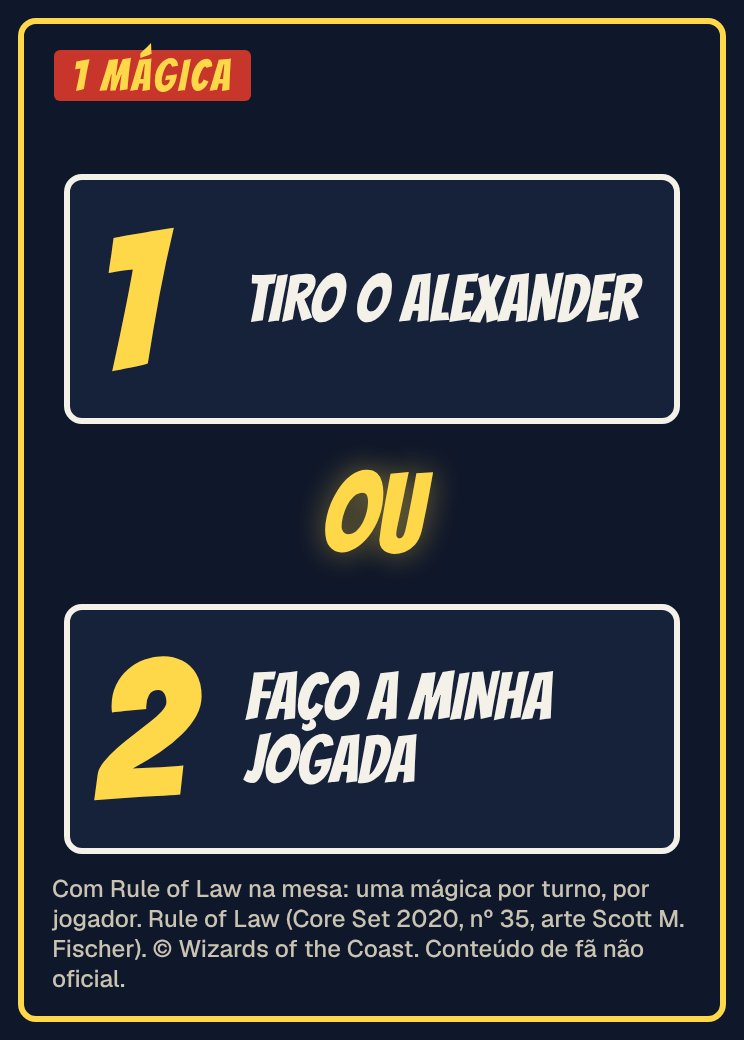 1 MÁGICA
1
TIRO O ALEXANDER
OU
2
FAÇO A MINHA
JOGADA
Com Rule of Law na mesa: uma mágica por turno, por
jogador. Rule of Law (Core Set 2020, nº 35, arte Scott M.
Fischer). © Wizards of the Coast. Conteúdo de fã não
oficial.